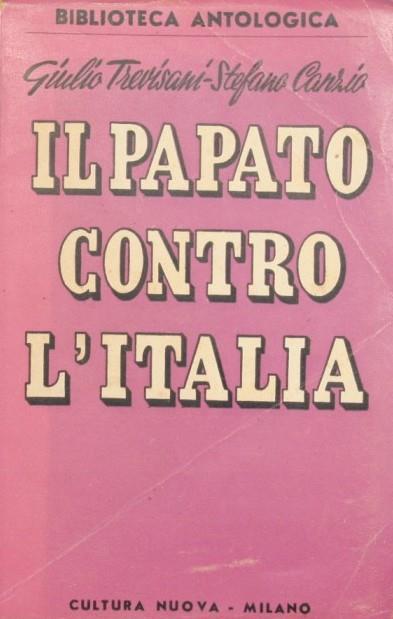 BIBLIOTECA ANTOLOGICA
Giulio Trevisani-Stefano Canzio
IL PAPATO
CONTRO
L'ITALIA
CULTURA NUOVA - MILANO